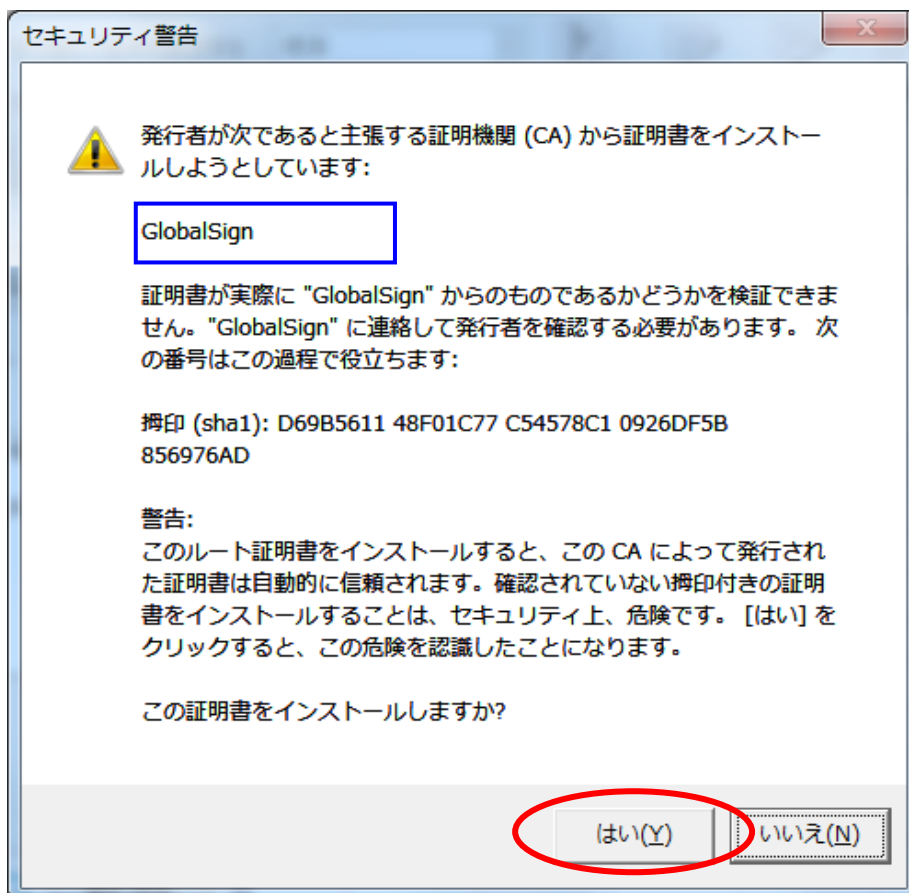 セキュリティ警告
発行者が次であると主張する証明機関 (CA) から証明書をインストー
ルしようとしています:
GlobalSign
証明書が実際に "GlobalSign" からのものであるかどうかを検証できま
せん。"GlobalSign" に連絡して発行者を確認する必要があります。 次
の番号はこの過程で役立ちます:
拇印 (sha1): D69B5611 48F01C77 C54578C1 0926DF5B
856976AD
警告:
このルート証明書をインストールすると、この CA によって発行され
た証明書は自動的に信頼されます。確認されていない拇印付きの証明
書をインストールすることは、セキュリティ上、危険です。 [はい] を
クリックすると、この危険を認識したことになります。
この証明書をインストールしますか?
はい(Y) いいえ(N)